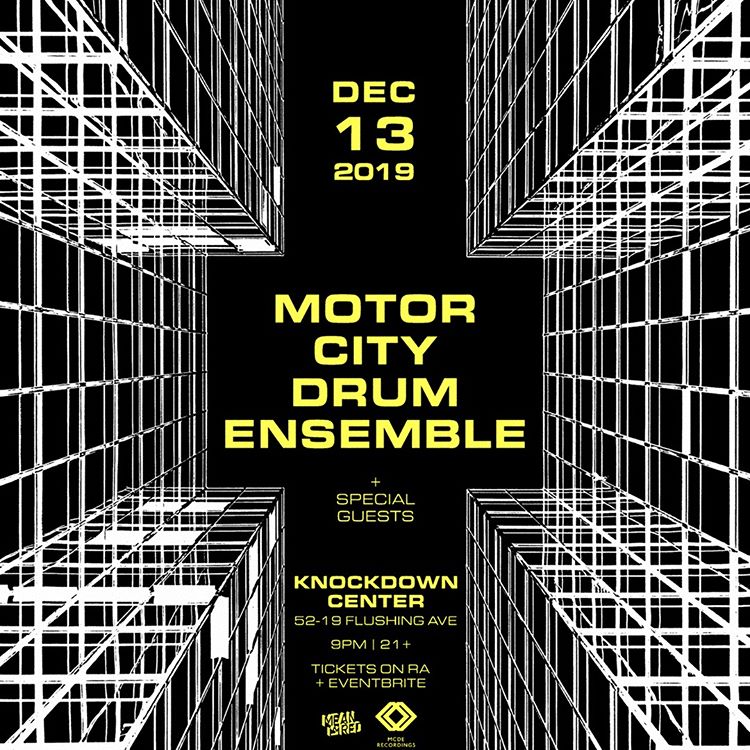 DEC
13
2019
MOTOR
CITY
DRUM
ENSEMBLE
+
SPECIAL
GUESTS
KNOCKDOWN
CENTER
52-19 FLUSHING AVE
9PM | 21+
TICKETS ON RA
+ EVENTBRITE
MEAN
RED
MCDE
RECORDINGS